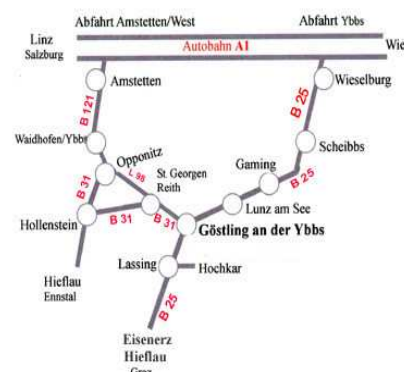 Abfahrt Amstetten/West
Abfahrt Ybbs
Linz
Salzburg
Autobahn A1
Wie
Amstetten
Wieselburg
B 121
B 25
Waidhofen/Ybbs
Scheibbs
Opponitz
Gaming
B 25
L 98
St. Georgen
Reith
B 31
Lunz am See
Hollenstein
B 31
B 31
Göstling an der Ybbs
Lassing
Hochkar
Hieflau
Ennstal
B 25
Eisenerz
Hieflau
Graz